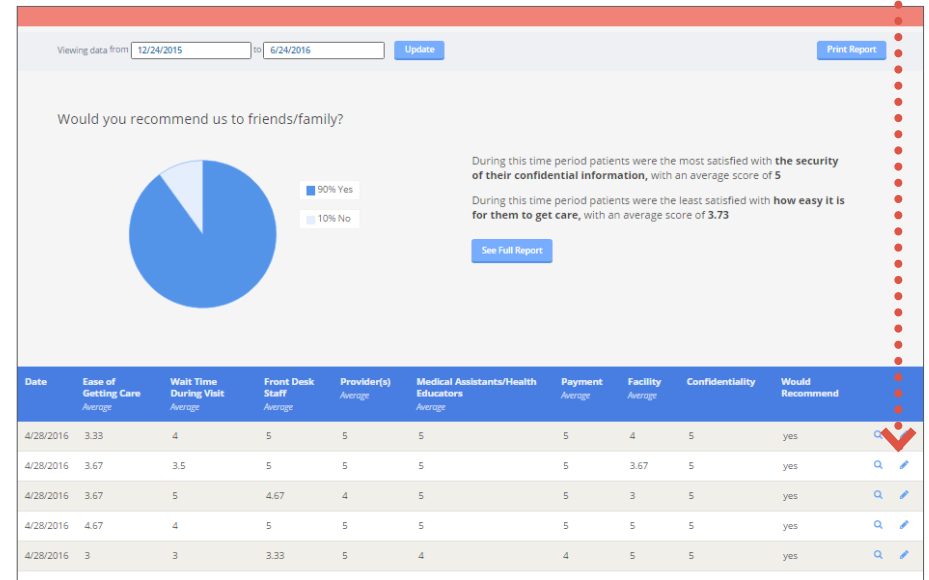 Viewing data from 12/24/2015 to 6/24/2016 Update Print Report
Would you recommend us to friends/family?
90% Yes
10% No
During this time period patients were the most satisfied with the security
of their confidential information, with an average score of 5
During this time period patients were the least satisfied with how easy it is
for them to get care, with an average score of 3.73
See Full Report
Date Ease of Wait Time Front Desk Provider(s) Medical Assistants/Health Payment Facility Confidentiality Would
Getting Care During Visit Staff Average Educators Average Average Recommend
Average Average Average Average
4/28/2016 3.33 4 5 5 5 5 4 5 yes
4/28/2016 3.67 3.5 5 5 5 5 3.67 5 yes
4/28/2016 3.67 5 4.67 4 5 5 3 5 yes
4/28/2016 4.67 4 5 5 5 5 5 5 yes
4/28/2016 3 3 3.33 5 4 4 5 5 yes